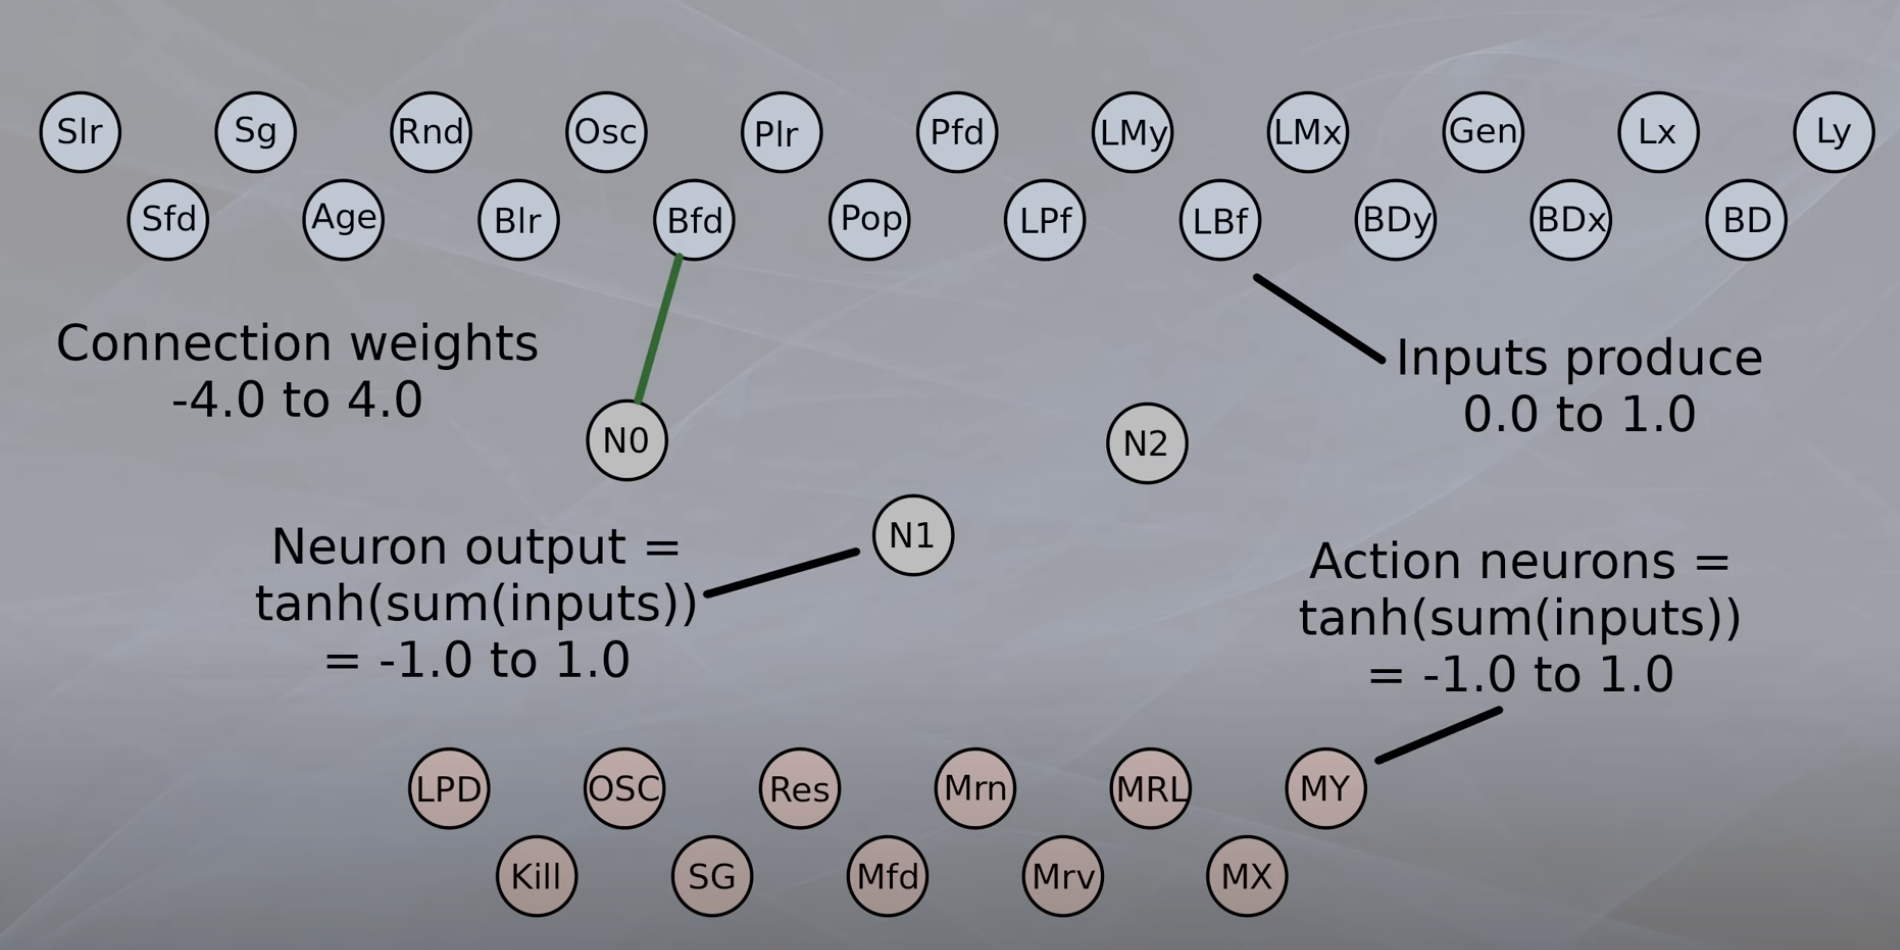 Slr Sg Rnd Osc Plr Pfd LMy LMx Gen Lx Ly
Sfd Age Blr Bfd Pop LPf LBf BDy BDx BD
Connection weights
-4.0 to 4.0
Inputs produce
0.0 to 1.0
N0
N2
N1
Neuron output =
tanh(sum(inputs))
= -1.0 to 1.0
Action neurons =
tanh(sum(inputs))
= -1.0 to 1.0
LPD OSC Res Mrn MRL MY
Kill SG Mfd Mrv MX